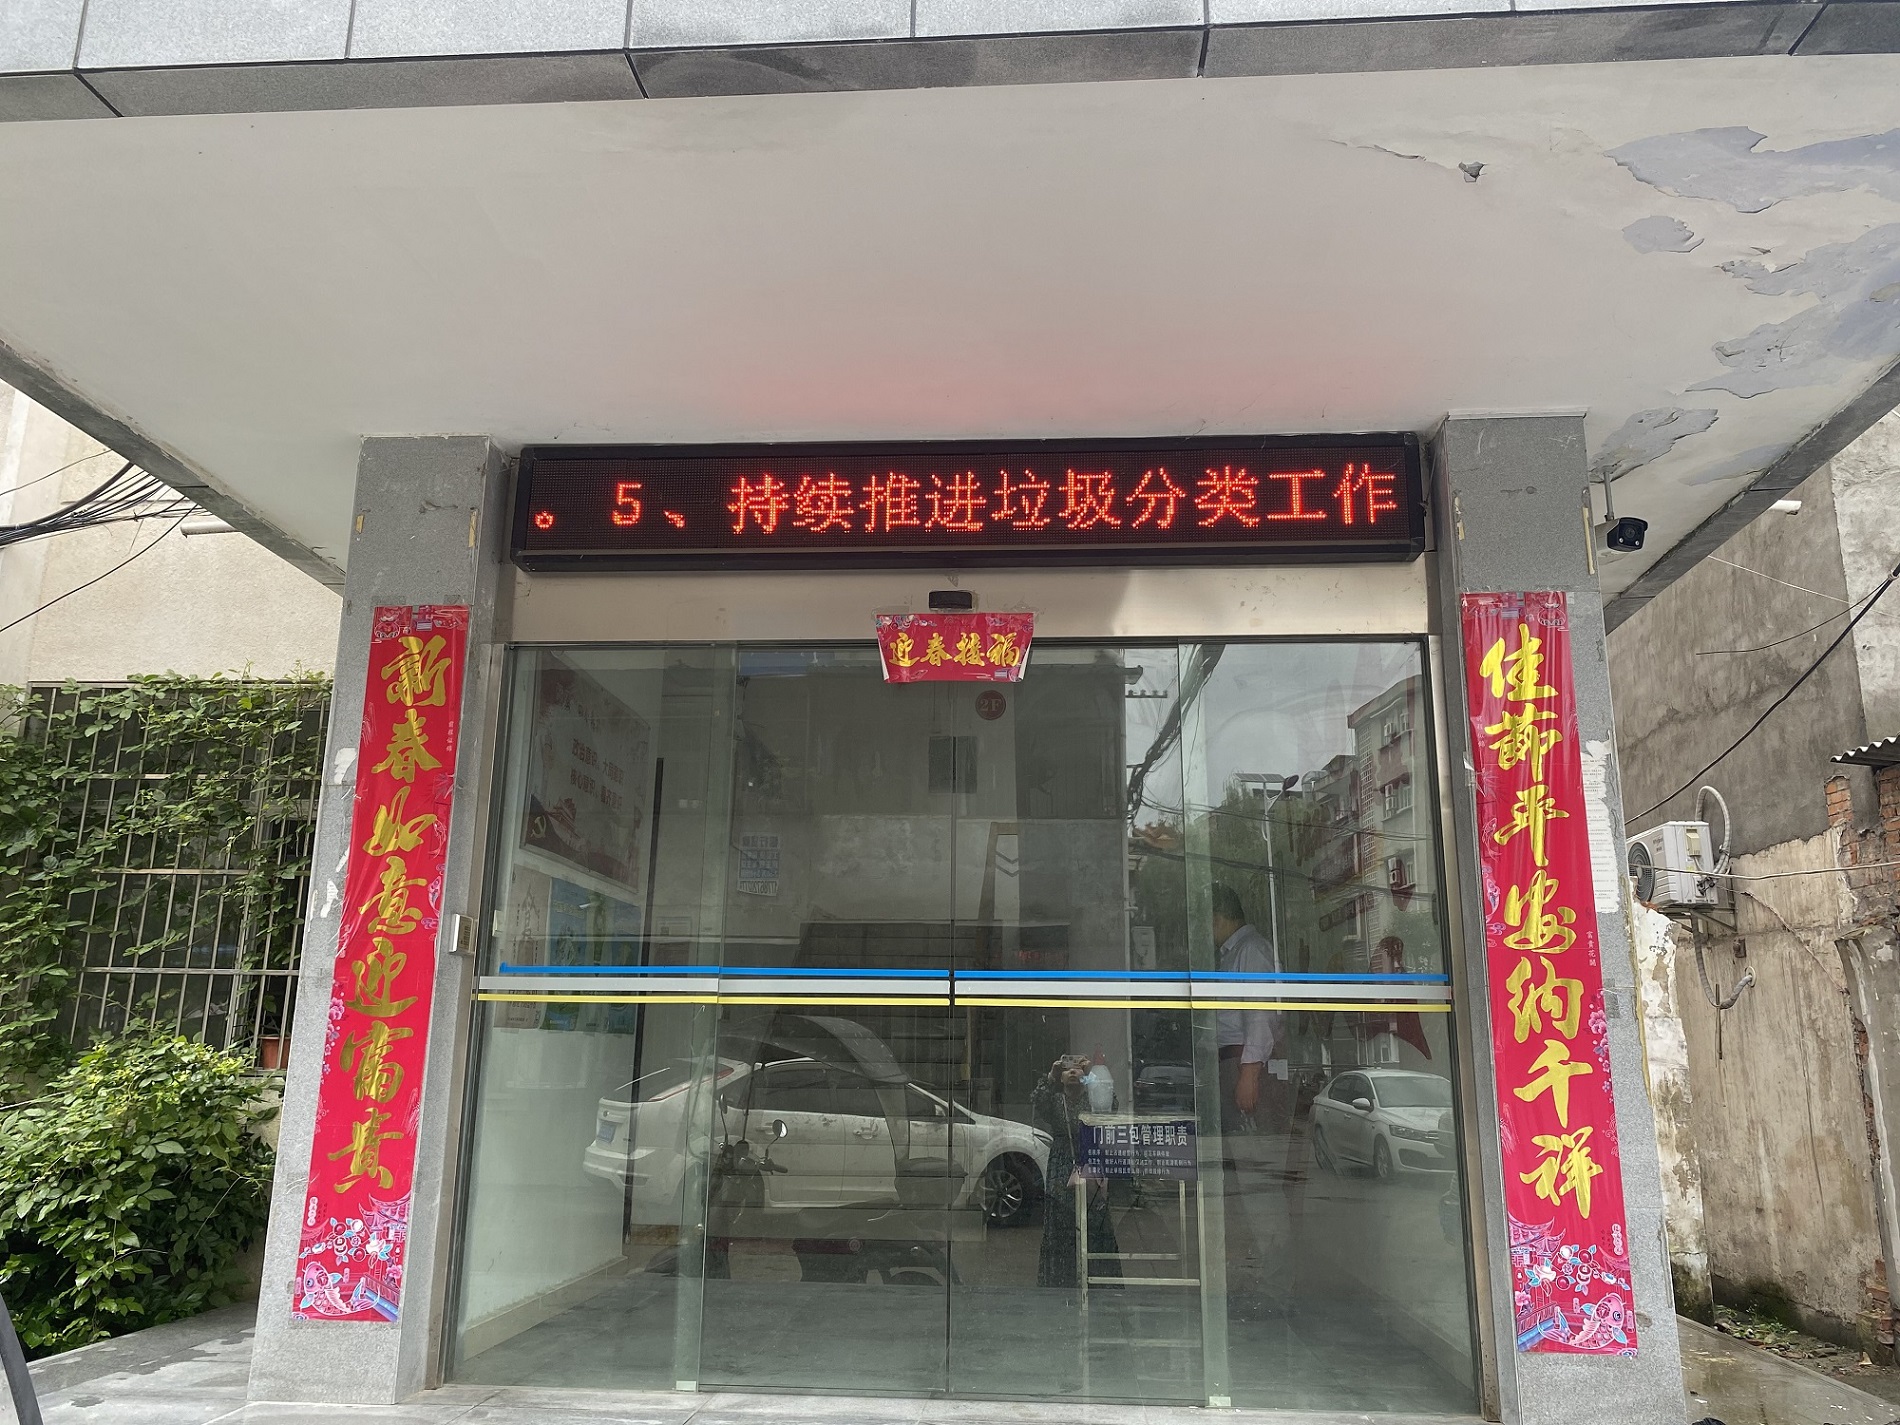 。5、持续推进垃圾分类工作
迎春接福
新春如意迎富贵
佳节平安纳千祥
2F
门前三包管理职责